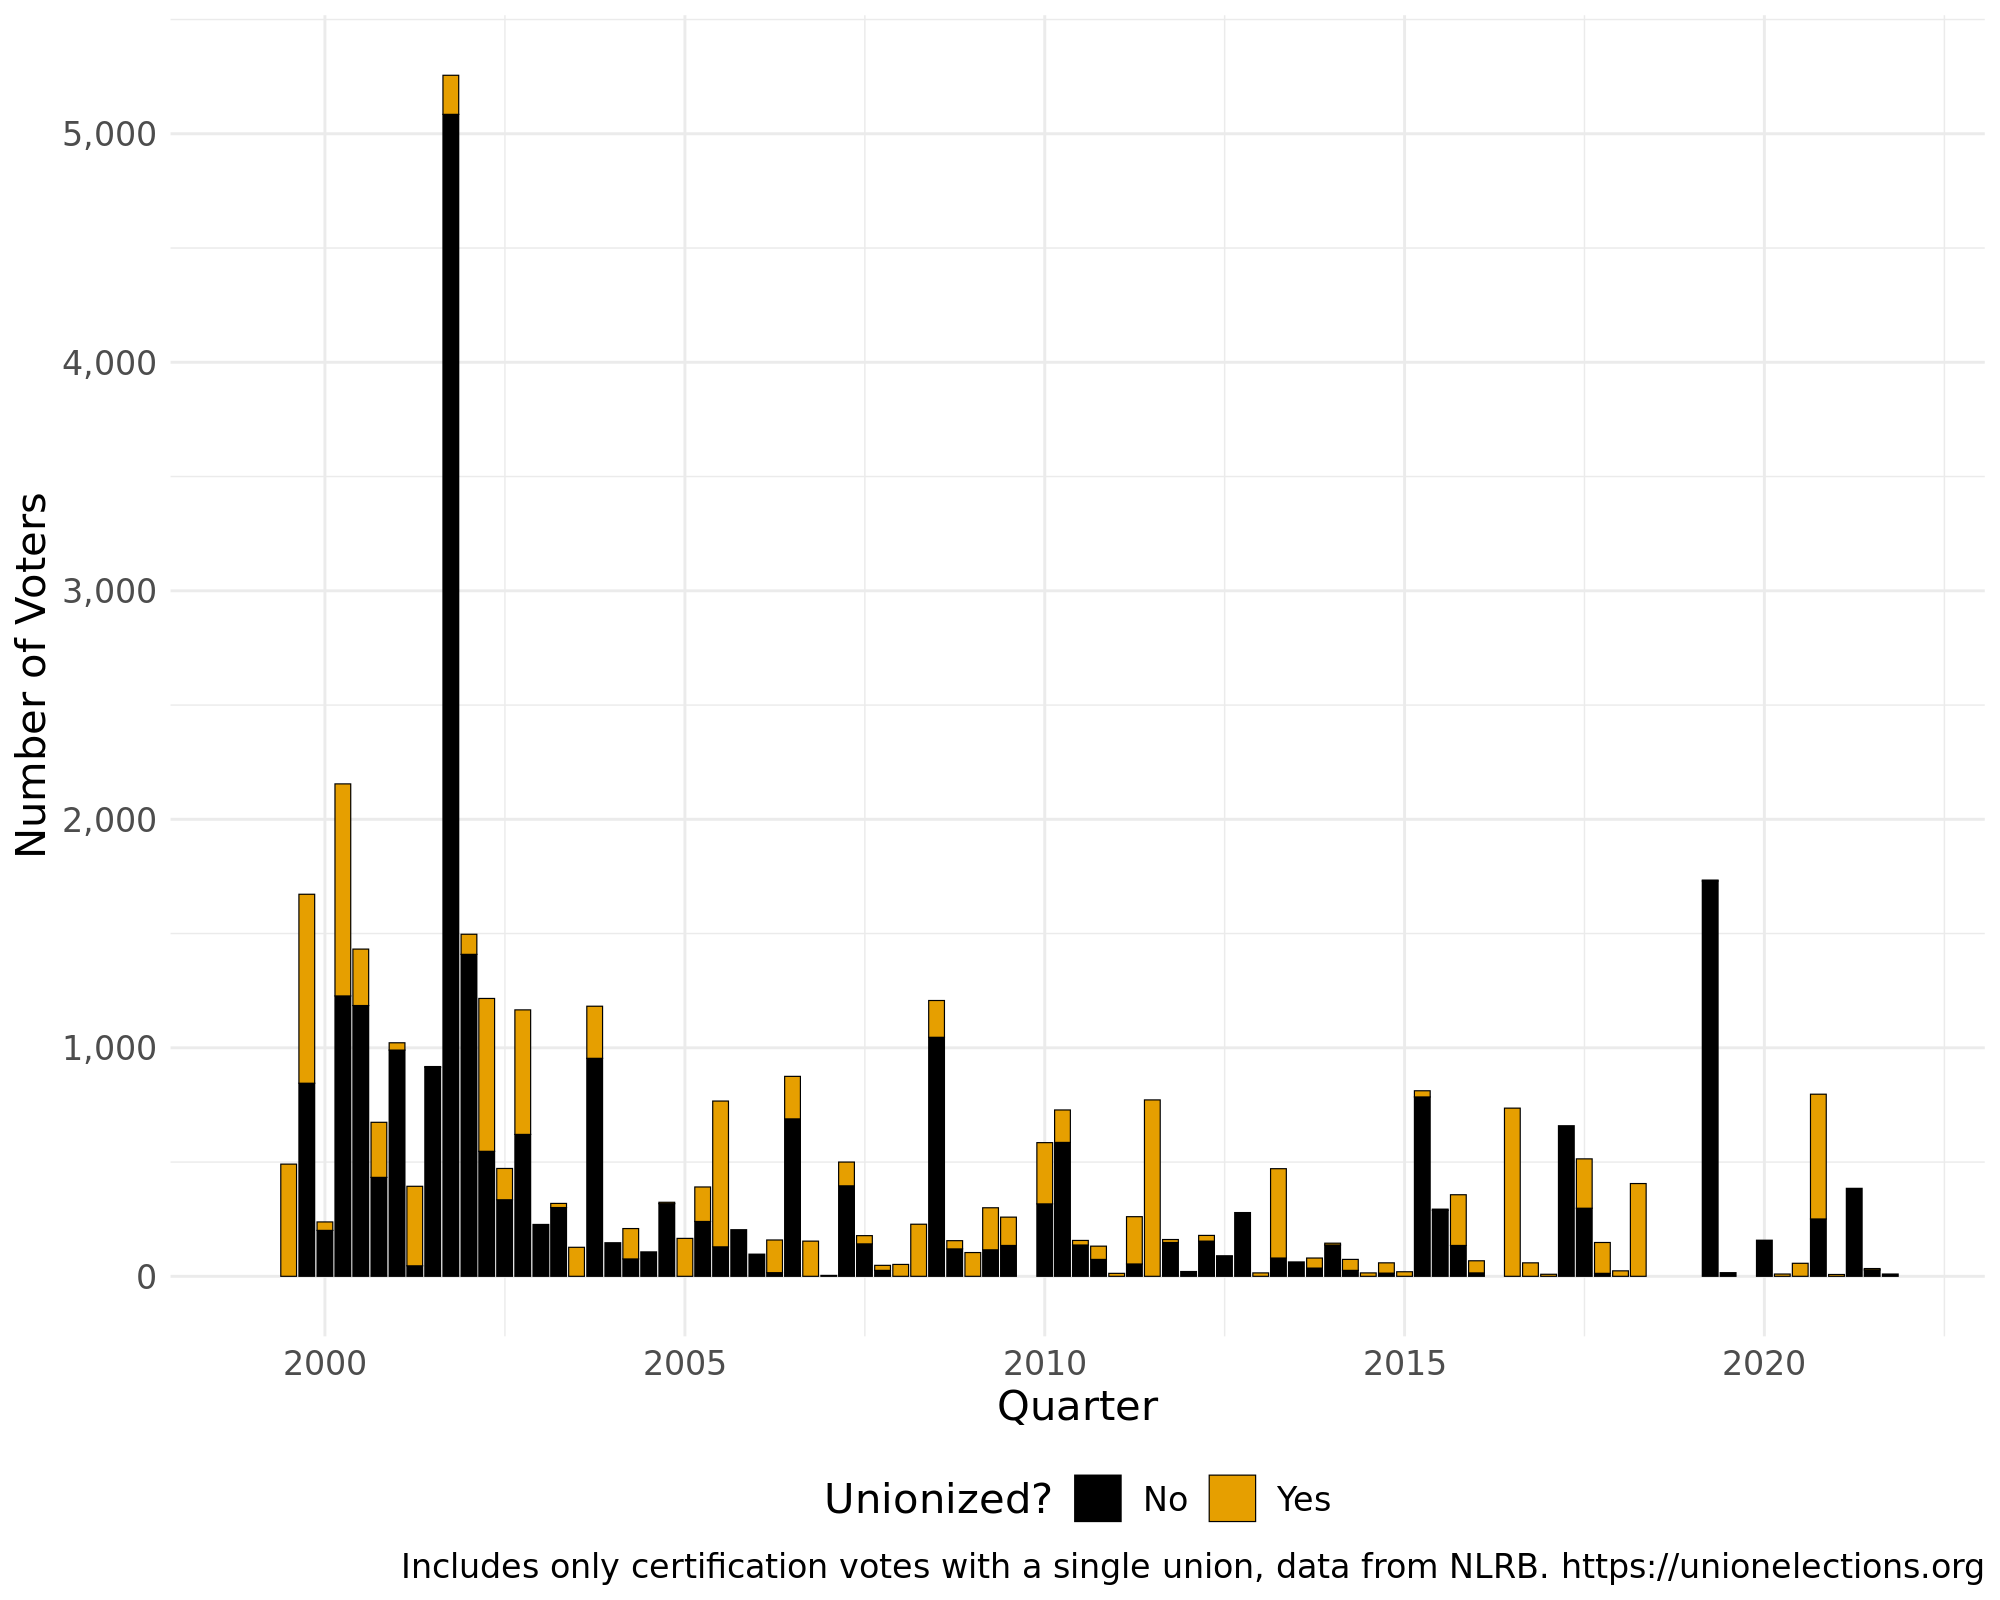 5,000
4,000
3,000
2,000
1,000
0
Number of Voters
2000 2005 2010 2015 2020
Quarter
Unionized? No Yes
Includes only certification votes with a single union, data from NLRB. https://unionelections.org